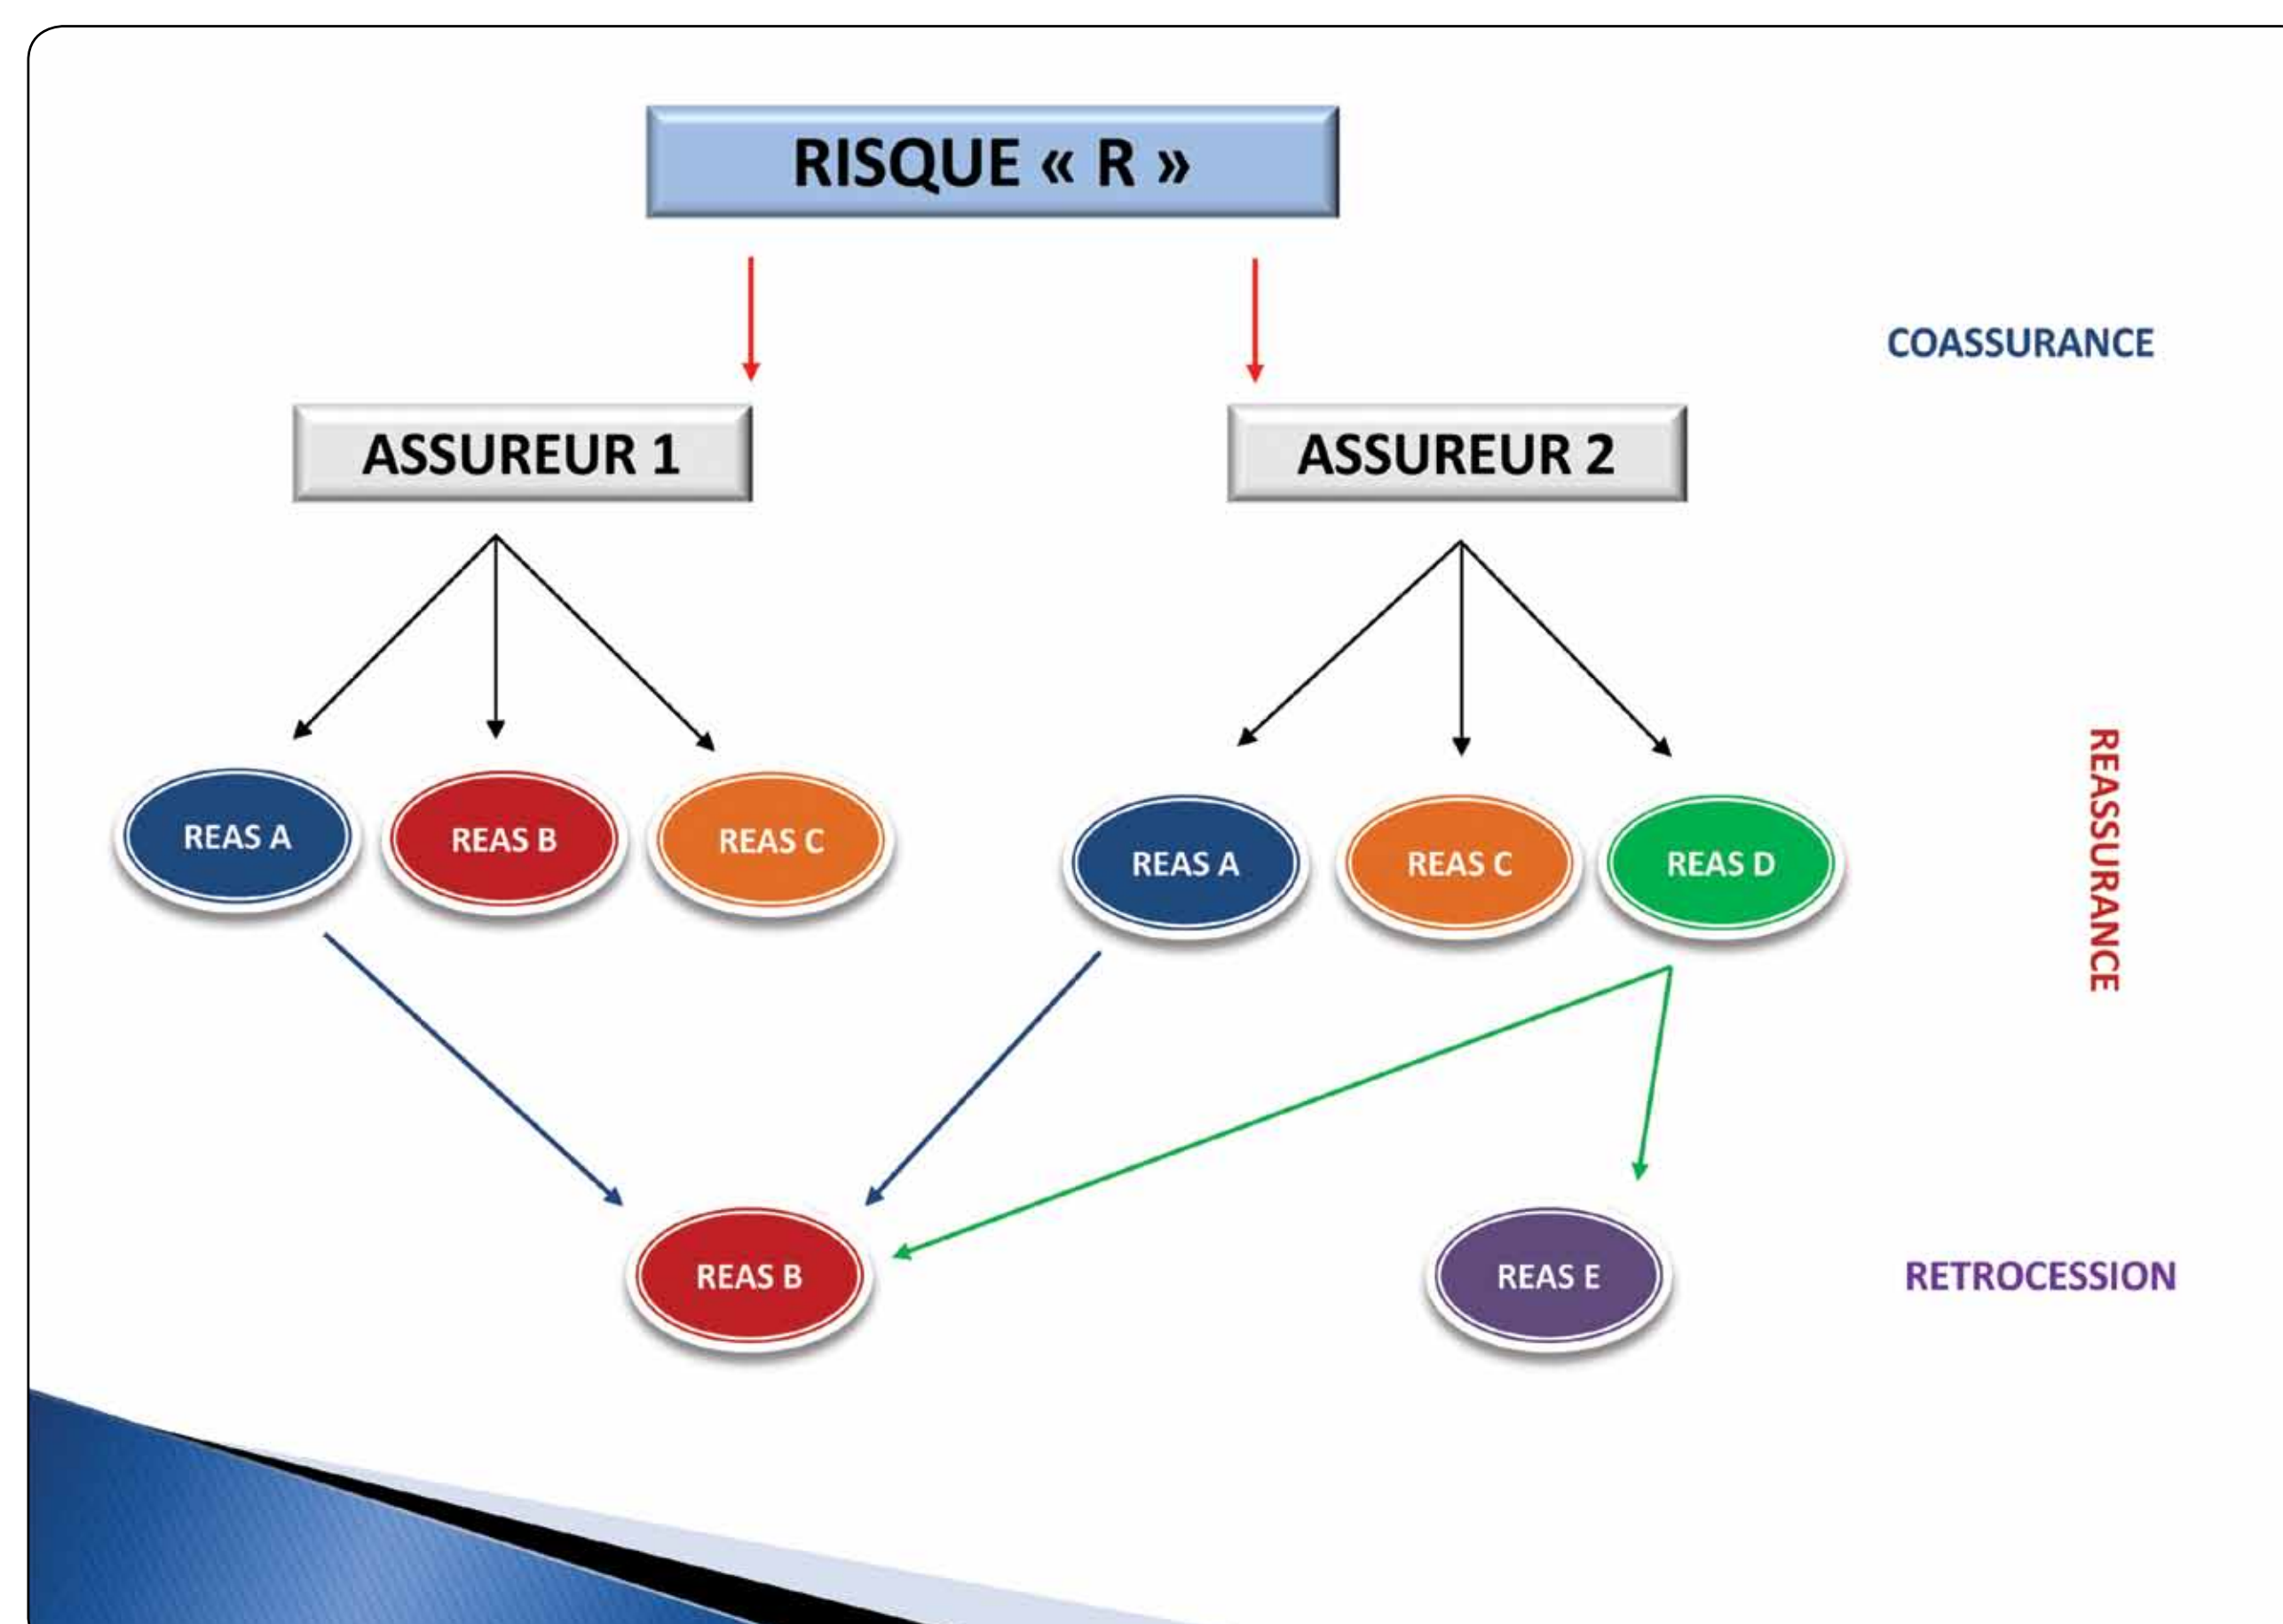 RISQUE « R »
COASSURANCE
ASSUREUR 1
ASSUREUR 2
REAS A
REAS B
REAS C
REAS A
REAS C
REAS D
REASSURANCE
REAS B
REAS E
RETROCESSION